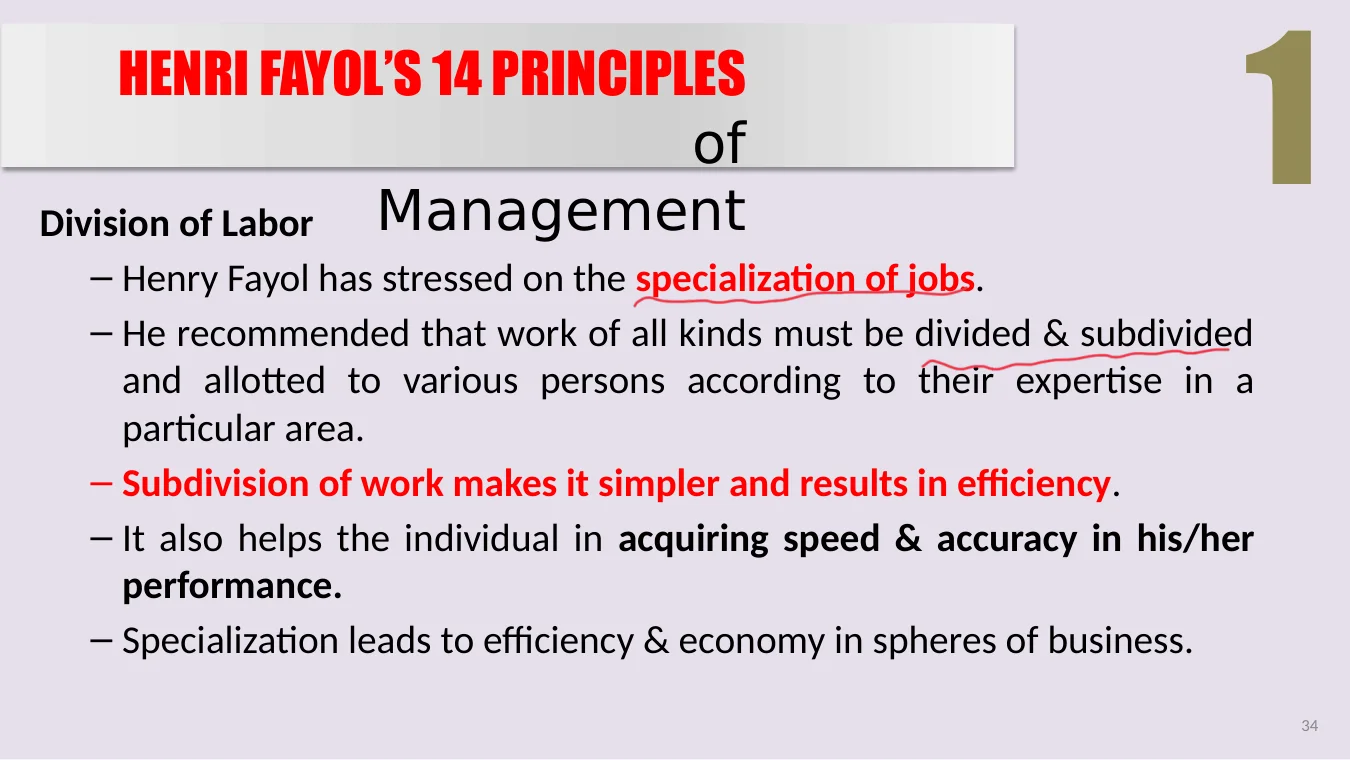 HENRI FAYOL’S 14 PRINCIPLES
of
Management
1
Division of Labor
– Henry Fayol has stressed on the specialization of jobs.
– He recommended that work of all kinds must be divided & subdivided
and allotted to various persons according to their expertise in a
particular area.
– Subdivision of work makes it simpler and results in efficiency.
– It also helps the individual in acquiring speed & accuracy in his/her
performance.
– Specialization leads to efficiency & economy in spheres of business.
34